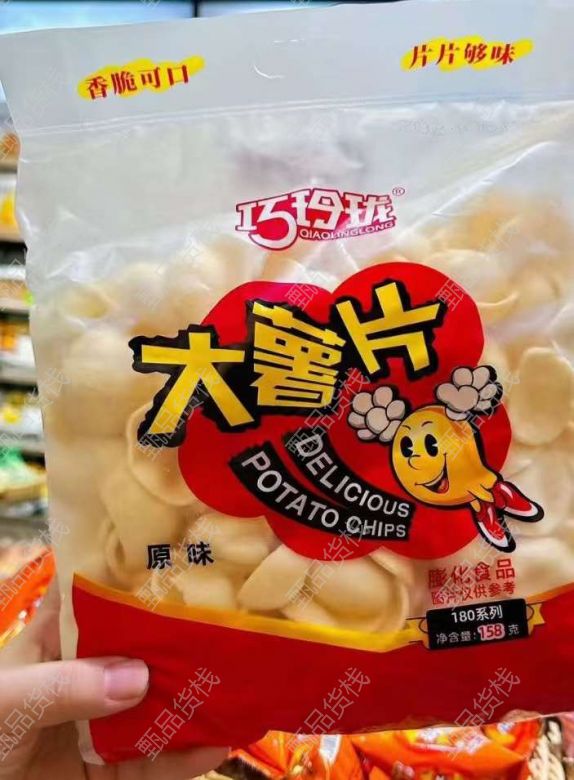 香脆可口
片片够味
巧玲珑®
QIAOLINGLONG
大薯片
DELICIOUS
POTATO CHIPS
原味
膨化食品
图片仅供参考
180系列
净含量:158克
甄品货栈